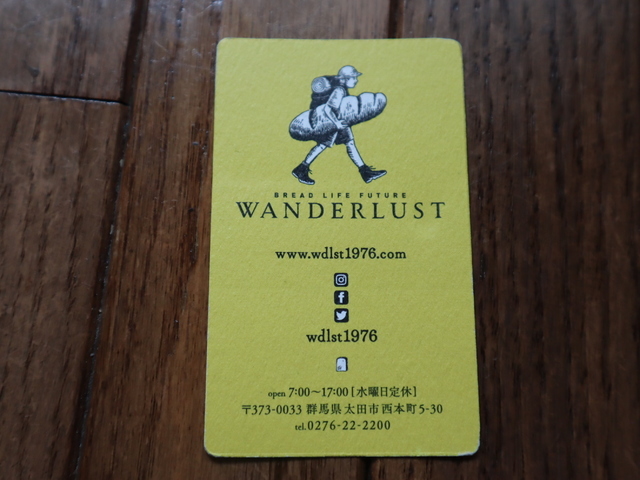 BREAD LIFE FUTURE
WANDERLUST
www.wdlst1976.com
wdlst1976
open 7:00〜17:00 [水曜日定休]
〒373-0033 群馬県太田市西本町5-30
tel.0276-22-2200